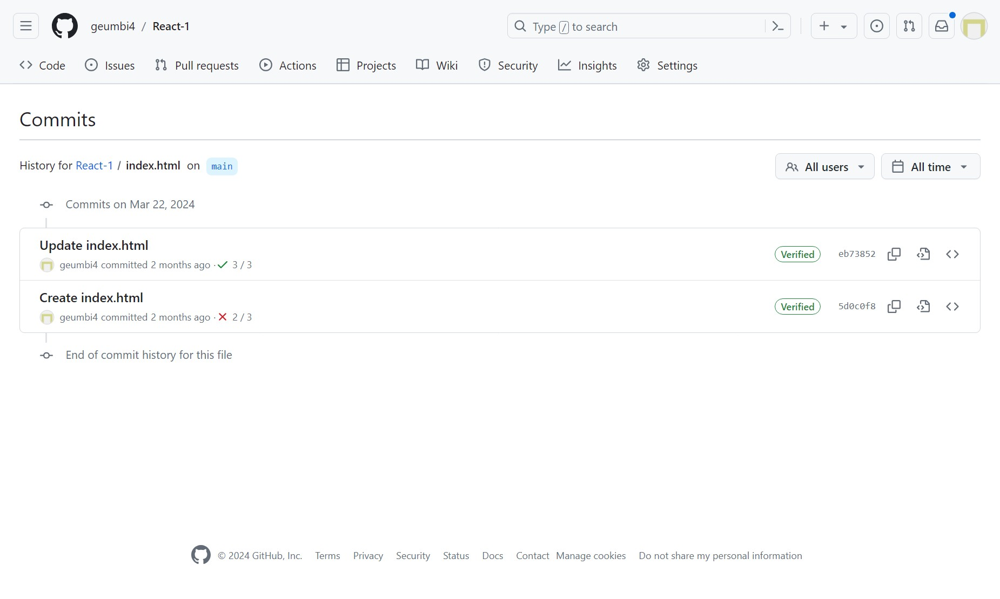 geumbi4 / React-1
Type / to search
Code Issues Pull requests Actions Projects Wiki Security Insights Settings
Commits
History for React-1 / index.html on main
All users All time
Commits on Mar 22, 2024
Update index.html
geumbi4 committed 2 months ago · 3 / 3
Verified eb73852
Create index.html
geumbi4 committed 2 months ago · 2 / 3
Verified 5d0c0f8
End of commit history for this file
© 2024 GitHub, Inc. Terms Privacy Security Status Docs Contact Manage cookies Do not share my personal information